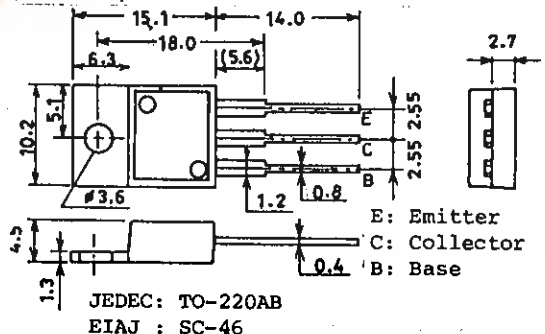 15.1
14.0
18.0
6.3
(5.6)
2.7
5.1
10.2
E
2.55
C
2.55
B
ø3.6
1.2
0.8
E: Emitter
C: Collector
B: Base
4.5
1.3
0.4
JEDEC: TO-220AB
EIAJ : SC-46